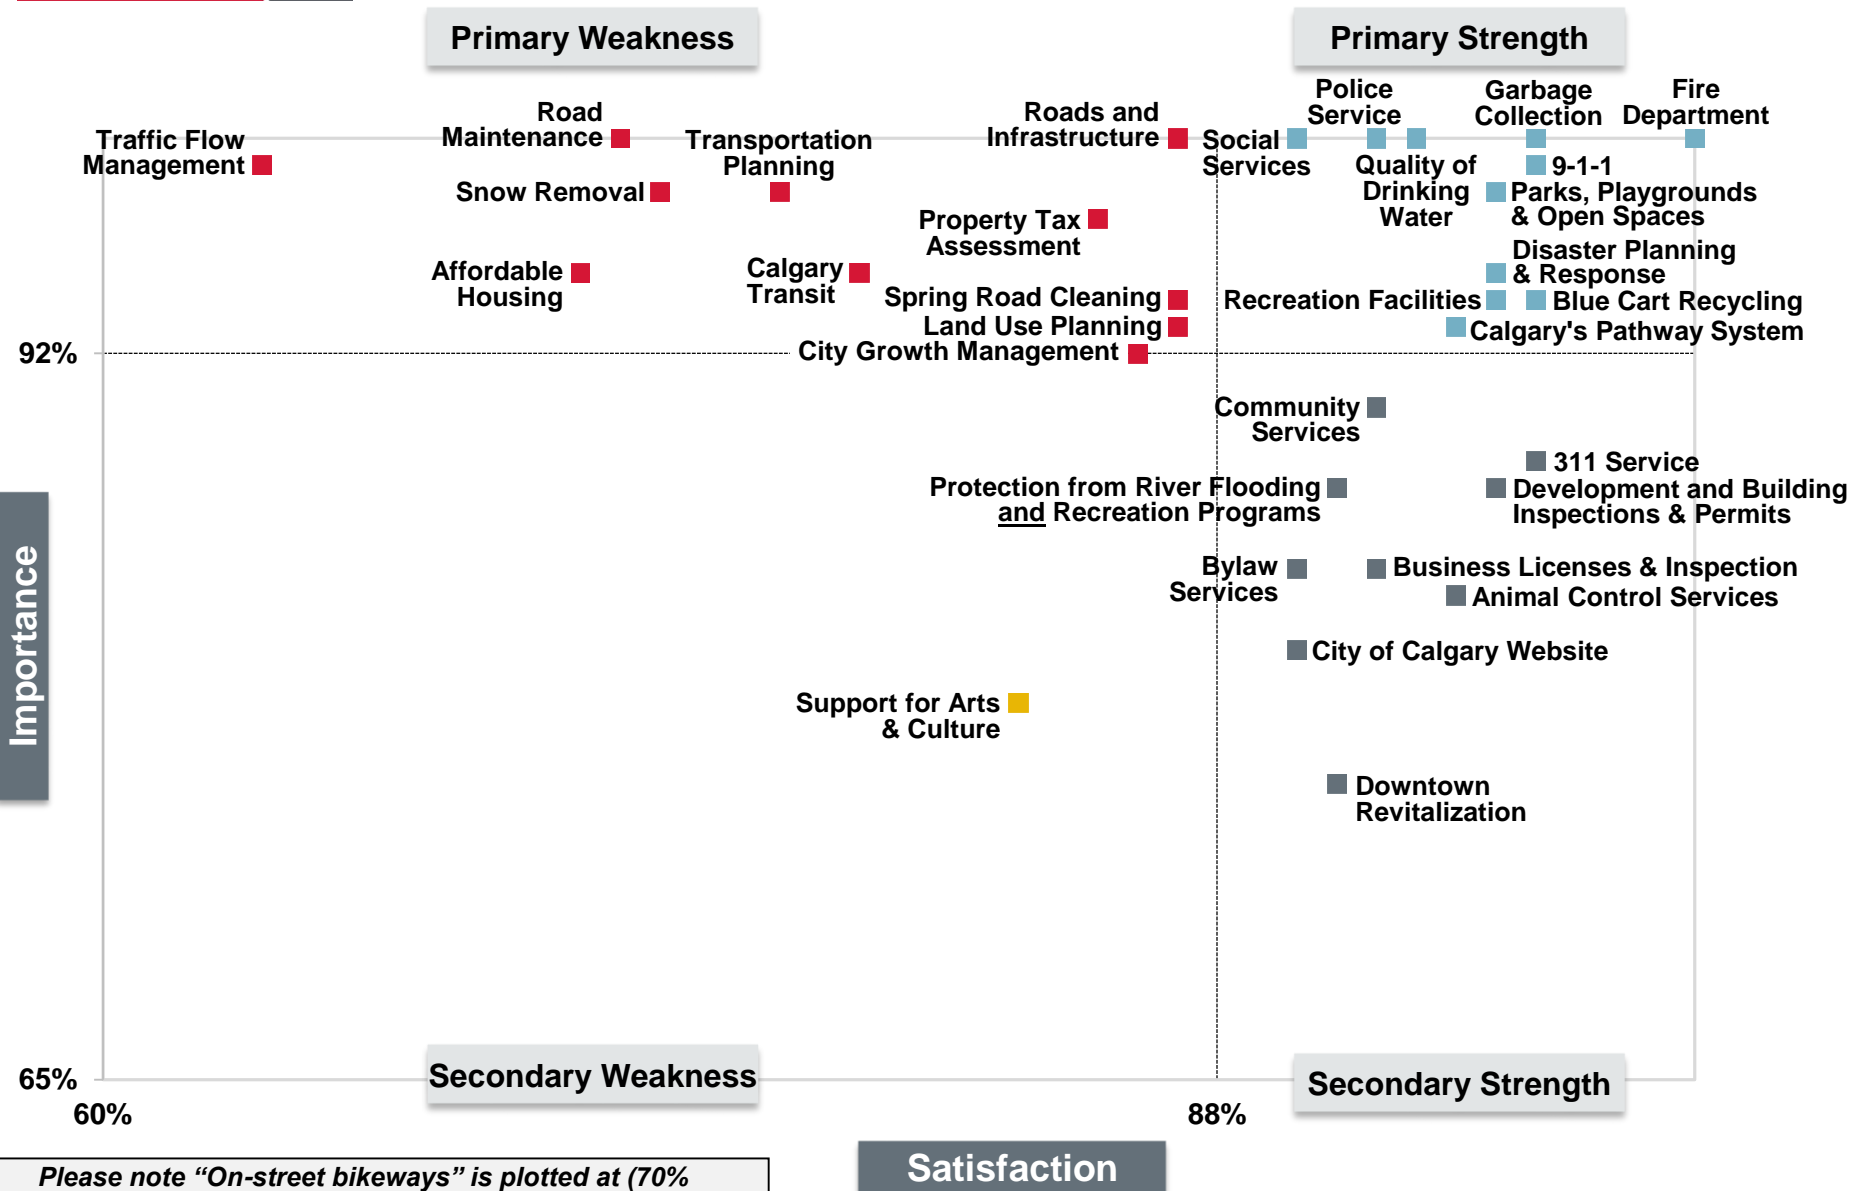 Primary Weakness
Primary Strength
Police
Service
Garbage
Collection
Fire
Department
Road
Maintenance
Roads and
Infrastructure
Traffic Flow
Management
Transportation
Planning
Social
Services
Quality of
Drinking
Water
9-1-1
Snow Removal
Parks, Playgrounds
& Open Spaces
Property Tax
Assessment
Disaster Planning
& Response
Affordable
Housing
Calgary
Transit
Spring Road Cleaning
Recreation Facilities
Blue Cart Recycling
Land Use Planning
Calgary's Pathway System
92%
City Growth Management
Community
Services
311 Service
Protection from River Flooding
and Recreation Programs
Development and Building
Inspections & Permits
Bylaw
Services
Business Licenses & Inspection
Animal Control Services
Importance
City of Calgary Website
Support for Arts
& Culture
Downtown
Revitalization
65%
Secondary Weakness
Secondary Strength
60%
88%
Satisfaction
Please note “On-street bikeways” is plotted at (70%